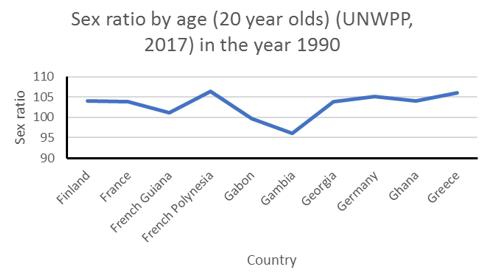 Sex ratio by age (20 year olds) (UNWPP,
2017) in the year 1990
Sex ratio
110
105
100
95
90
Finland
France
French Guiana
French Polynesia
Gabon
Gambia
Georgia
Germany
Ghana
Greece
Country